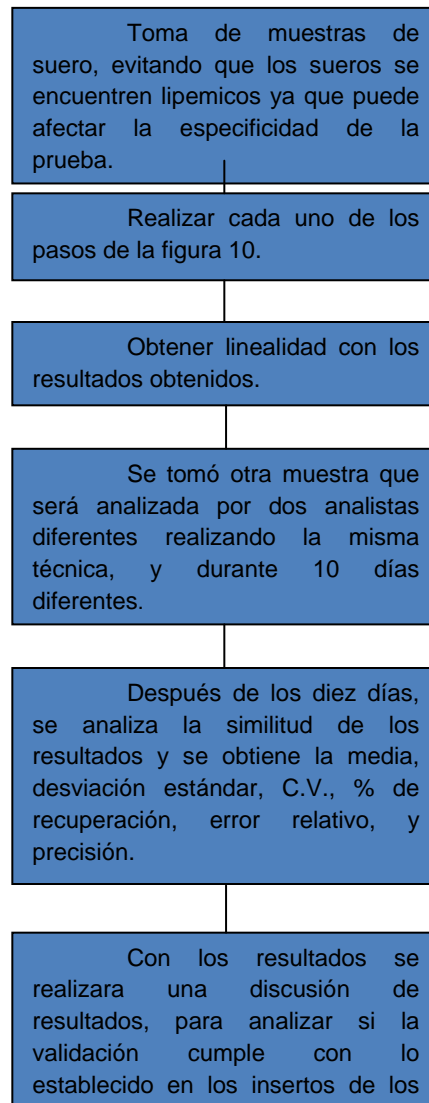 Toma de muestras de
suero, evitando que los sueros se
encuentren lipemicos ya que puede
afectar la especificidad de la
prueba.
Realizar cada uno de los
pasos de la figura 10.
Obtener linealidad con los
resultados obtenidos.
Se tomó otra muestra que
será analizada por dos analistas
diferentes realizando la misma
técnica, y durante 10 días
diferentes.
Después de los diez días,
se analiza la similitud de los
resultados y se obtiene la media,
desviación estándar, C.V., % de
recuperación, error relativo, y
precisión.
Con los resultados se
realizara una discusión de
resultados, para analizar si la
validación cumple con lo
establecido en los insertos de los